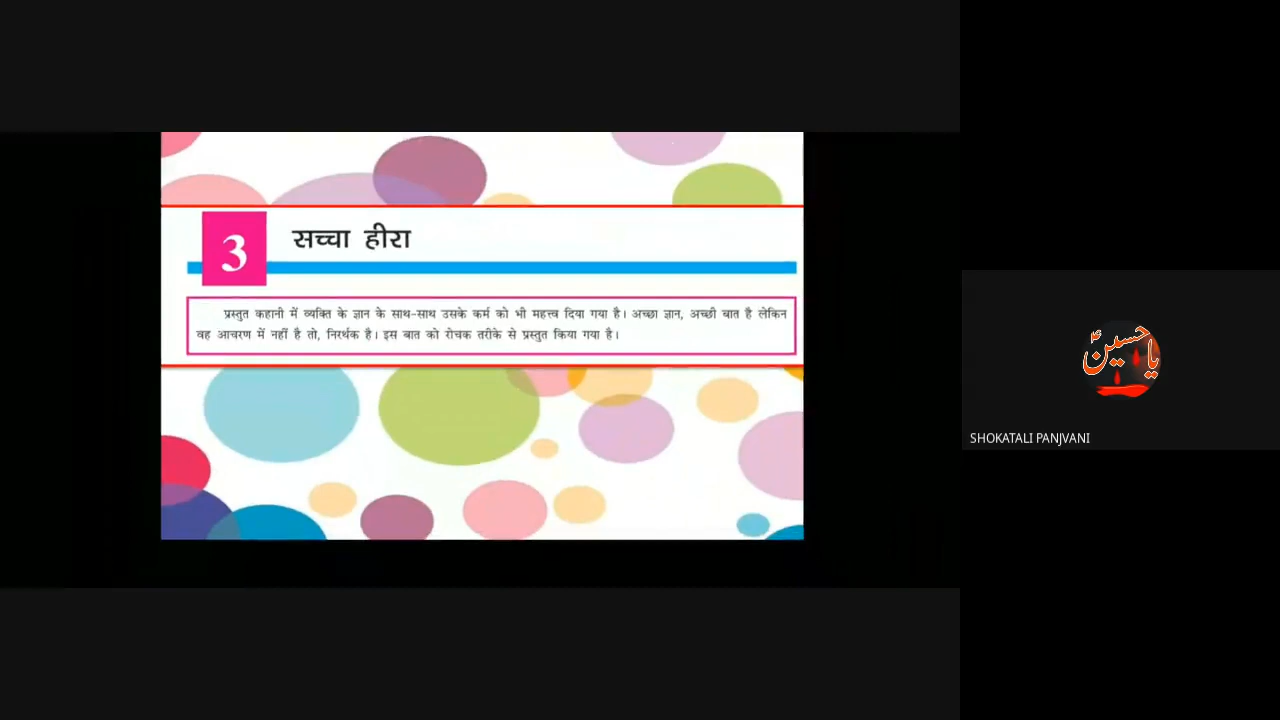 3
सच्चा हीरा
प्रस्तुत कहानी में व्यक्ति के ज्ञान के साथ-साथ उसके कर्म को भी महत्त्व दिया गया है। अच्छा ज्ञान, अच्छी बात है लेकिन
वह आचरण में नहीं है तो, निरर्थक है। इस बात को रोचक तरीके से प्रस्तुत किया गया है।
یا حسینؑ
SHOKATALI PANJVANI